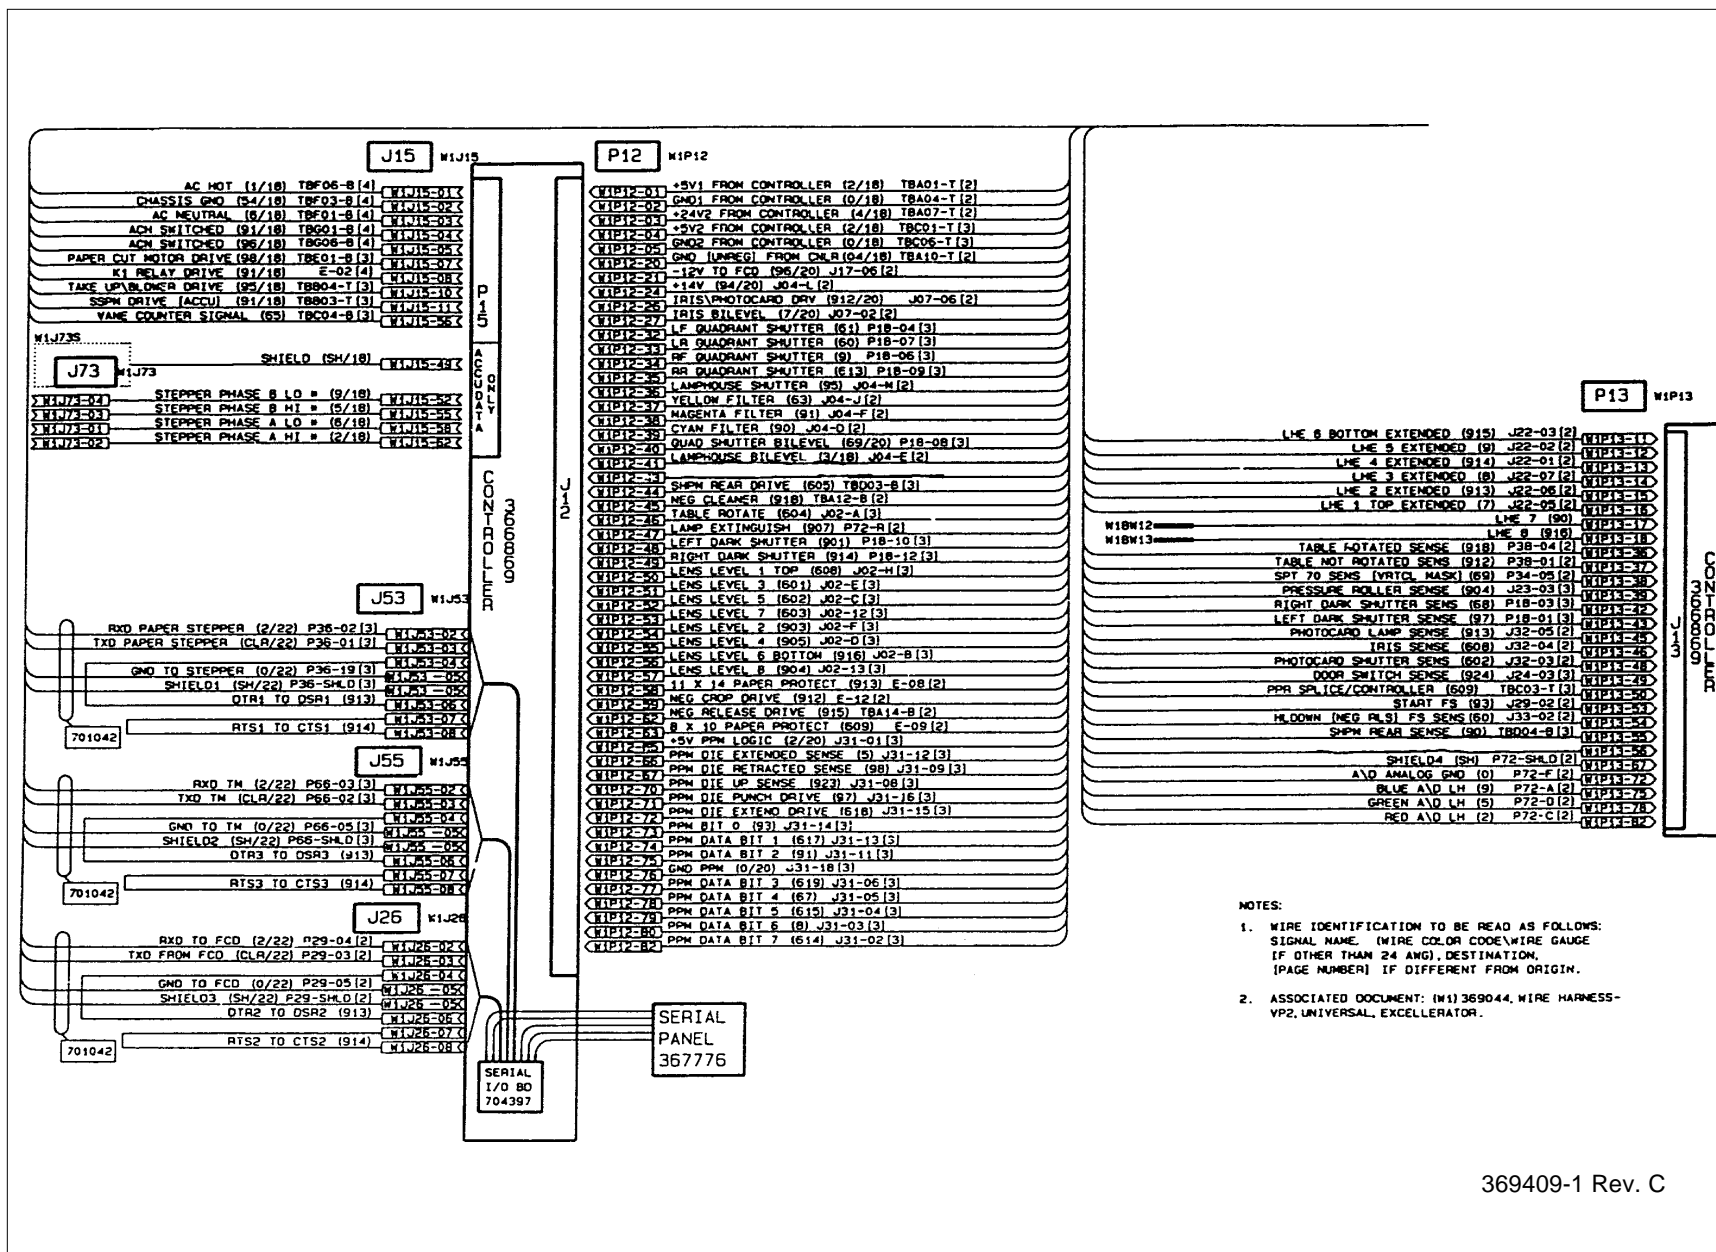 J15 W1J15
AC HOT (1/18) TBF06-B[4] W1J15-01
CHASSIS GND (54/18) TBF03-B[4] W1J15-02
AC NEUTRAL (6/18) TBF01-B[4] W1J15-03
ACH SWITCHED (91/18) TBG01-B[4] W1J15-04
ACN SWITCHED (96/18) TBG06-B[4] W1J15-05
PAPER CUT MOTOR DRIVE(98/18) TBE01-B[3] W1J15-07
K1 RELAY DRIVE (91/18) E-02[4] W1J15-08
TAKE UP\BLOWER DRIVE (95/18) TBB04-T[3] W1J15-10
SSPM DRIVE [ACCU] (91/18) TBB03-T[3] W1J15-11
VANE COUNTER SIGNAL (65) TBC04-B[3] W1J15-56
W1J73S
J73 W1J73
SHIELD (SH/18) W1J15-49
W1J73-04 STEPPER PHASE B LO * (9/18) W1J15-52
W1J73-03 STEPPER PHASE B HI * (5/18) W1J15-55
W1J73-01 STEPPER PHASE A LO * (6/18) W1J15-58
W1J73-02 STEPPER PHASE A HI * (2/18) W1J15-62
P15
ACCUDATA ONLY
CONTROLLER 366869
J12
J53 W1J53
RXD PAPER STEPPER (2/22) P36-02[3] W1J53-02
TXD PAPER STEPPER (CLR/22) P36-01[3] W1J53-03
W1J53-04
GND TO STEPPER (0/22) P36-19[3] W1J53-05
SHIELD1 (SH/22) P36-SHLD[3] W1J53-05
DTR1 TO DSR1 (913) W1J53-06
W1J53-07
RTS1 TO CTS1 (914) W1J53-08
701042
J55 W1J55
RXD TM (2/22) P66-03[3] W1J55-02
TXD TM (CLR/22) P66-02[3] W1J55-03
W1J55-04
GND TO TM (0/22) P66-05[3] W1J55-05
SHIELD2 (SH/22) P66-SHLD[3] W1J55-05
DTR3 TO DSR3 (913) W1J55-06
W1J55-07
RTS3 TO CTS3 (914) W1J55-08
701042
J26 W1J26
RXD TO FCD (2/22) P29-04[2] W1J26-02
TXD FROM FCD (CLR/22) P29-03[2] W1J26-03
W1J26-04
GND TO FCD (0/22) P29-05[2] W1J26-05
SHIELD3 (SH/22) P29-SHLD[2] W1J26-05
DTR2 TO DSR2 (913) W1J26-06
W1J26-07
RTS2 TO CTS2 (914) W1J26-08
701042
SERIAL
I/O BD
704397
SERIAL
PANEL
367776
P12 W1P12
W1P12-01 +5V1 FROM CONTROLLER (2/18) TBA01-T[2]
W1P12-02 GND1 FROM CONTROLLER (0/18) TBA04-T[2]
W1P12-03 +24V2 FROM CONTROLLER (4/18) TBA07-T[2]
W1P12-04 +5V2 FROM CONTROLLER (2/18) TBC01-T[3]
W1P12-05 GND2 FROM CONTROLLER (0/18) TBC06-T[3]
W1P12-20 GND [UNREG] FROM CNLR(04/18) TBA10-T[2]
W1P12-21 -12V TO FCD (96/20) J17-06[2]
W1P12-24 +14V (94/20) J04-L[2]
W1P12-26 IRIS\PHOTOCARD DRV (912/20) J07-06[2]
W1P12-27 IRIS BILEVEL (7/20) J07-02[2]
W1P12-32 LF QUADRANT SHUTTER (61) P18-04[3]
W1P12-33 LR QUADRANT SHUTTER (60) P18-07[3]
W1P12-34 RF QUADRANT SHUTTER (9) P18-06[3]
W1P12-35 RR QUADRANT SHUTTER (613) P18-09[3]
W1P12-36 LAMPHOUSE SHUTTER (95) J04-M[2]
W1P12-37 YELLOW FILTER (63) J04-J[2]
W1P12-38 MAGENTA FILTER (91) J04-F[2]
W1P12-39 CYAN FILTER (90) J04-D[2]
W1P12-40 QUAD SHUTTER BILEVEL (69/20) P18-08[3]
W1P12-41 LAMPHOUSE BILEVEL (3/18) J04-E[2]
W1P12-43
W1P12-44 SHPM REAR DRIVE (605) TBD03-B[3]
W1P12-45 NEG CLEANER (918) TBA12-B[2]
W1P12-46 TABLE ROTATE (604) J02-A[3]
W1P12-47 LAMP EXTINGUISH (907) P72-R[2]
W1P12-48 LEFT DARK SHUTTER (901) P18-10[3]
W1P12-49 RIGHT DARK SHUTTER (914) P18-12[3]
W1P12-50 LENS LEVEL 1 TOP (608) J02-H[3]
W1P12-51 LENS LEVEL 3 (601) J02-E[3]
W1P12-52 LENS LEVEL 5 (602) J02-C[3]
W1P12-53 LENS LEVEL 7 (603) J02-12[3]
W1P12-54 LENS LEVEL 2 (903) J02-F[3]
W1P12-55 LENS LEVEL 4 (905) J02-D[3]
W1P12-56 LENS LEVEL 6 BOTTOM (916) J02-B[3]
W1P12-57 LENS LEVEL 8 (904) J02-13[3]
W1P12-58 11 X 14 PAPER PROTECT (913) E-08[2]
W1P12-59 NEG CROP DRIVE (912) E-12[2]
W1P12-62 NEG RELEASE DRIVE (915) TBA14-B[2]
W1P12-63 8 X 10 PAPER PROTECT (609) E-09[2]
W1P12-65 +5V PPM LOGIC (2/20) J31-01[3]
W1P12-66 PPM DIE EXTENDED SENSE (5) J31-12[3]
W1P12-67 PPM DIE RETRACTED SENSE (98) J31-09[3]
W1P12-70 PPM DIE UP SENSE (923) J31-08[3]
W1P12-71 PPM DIE PUNCH DRIVE (97) J31-16[3]
W1P12-72 PPM DIE EXTEND DRIVE (618) J31-15[3]
W1P12-73 PPM BIT 0 (93) J31-14[3]
W1P12-74 PPM DATA BIT 1 (617) J31-13[3]
W1P12-75 PPM DATA BIT 2 (91) J31-11[3]
W1P12-76 GND PPM (0/20) J31-18[3]
W1P12-77 PPM DATA BIT 3 (619) J31-06[3]
W1P12-78 PPM DATA BIT 4 (67) J31-05[3]
W1P12-79 PPM DATA BIT 5 (615) J31-04[3]
W1P12-80 PPM DATA BIT 6 (8) J31-03[3]
W1P12-82 PPM DATA BIT 7 (614) J31-02[3]
P13 W1P13
LHE 6 BOTTOM EXTENDED (915) J22-03[2] W1P13-11
LHE 5 EXTENDED (9) J22-02[2] W1P13-12
LHE 4 EXTENDED (914) J22-01[2] W1P13-13
LHE 3 EXTENDED (8) J22-07[2] W1P13-14
LHE 2 EXTENDED (913) J22-06[2] W1P13-15
LHE 1 TOP EXTENDED (7) J22-05[2] W1P13-16
W1BW12 LHE 7 (90) W1P13-17
W1BW13 LHE 8 (916) W1P13-18
TABLE ROTATED SENSE (918) P38-04[2] W1P13-36
TABLE NOT ROTATED SENS (912) P38-01[2] W1P13-37
SPT 70 SENS [VRTCL MASK] (69) P34-05[2] W1P13-38
PRESSURE ROLLER SENSE (904) J23-03[3] W1P13-39
RIGHT DARK SHUTTER SENS (68) P18-03[3] W1P13-42
LEFT DARK SHUTTER SENSE (97) P18-01[3] W1P13-43
PHOTOCARD LAMP SENSE (913) J32-05[2] W1P13-45
IRIS SENSE (608) J32-04[2] W1P13-46
PHOTOCARD SHUTTER SENS (602) J32-03[2] W1P13-48
DOOR SWITCH SENSE (924) J24-03[3] W1P13-49
PPR SPLICE/CONTROLLER (609) TBC03-T[3] W1P13-50
START FS (93) J29-02[2] W1P13-53
HLDOWN [NEG RLS] FS SENS(60) J33-02[2] W1P13-54
SHPM REAR SENSE (90) TBD04-B[3] W1P13-55
W1P13-56
SHIELD4 (SH) P72-SHLD[2] W1P13-67
A\D ANALOG GND (0) P72-F[2] W1P13-72
BLUE A\D LH (9) P72-A[2] W1P13-75
GREEN A\D LH (5) P72-D[2] W1P13-78
RED A\D LH (2) P72-C[2] W1P13-82
J13
CONTROLLER 366869
NOTES:
1. WIRE IDENTIFICATION TO BE READ AS FOLLOWS:
SIGNAL NAME, (WIRE COLOR CODE\WIRE GAUGE
IF OTHER THAN 24 AWG), DESTINATION,
[PAGE NUMBER] IF DIFFERENT FROM ORIGIN.
2. ASSOCIATED DOCUMENT: (W1) 369044, WIRE HARNESS-
VP2, UNIVERSAL, EXCELLERATOR.
369409-1 Rev. C